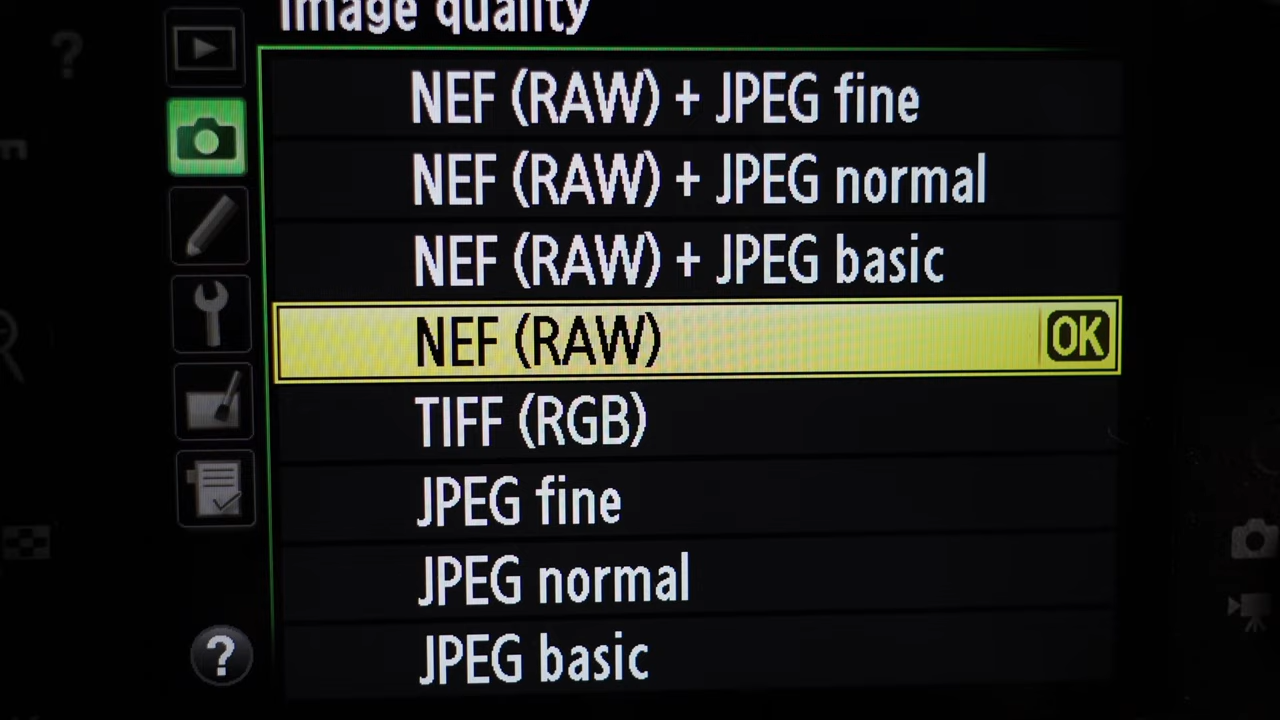 Image quality
NEF (RAW) + JPEG fine
NEF (RAW) + JPEG normal
NEF (RAW) + JPEG basic
NEF (RAW) OK
TIFF (RGB)
JPEG fine
JPEG normal
JPEG basic
?